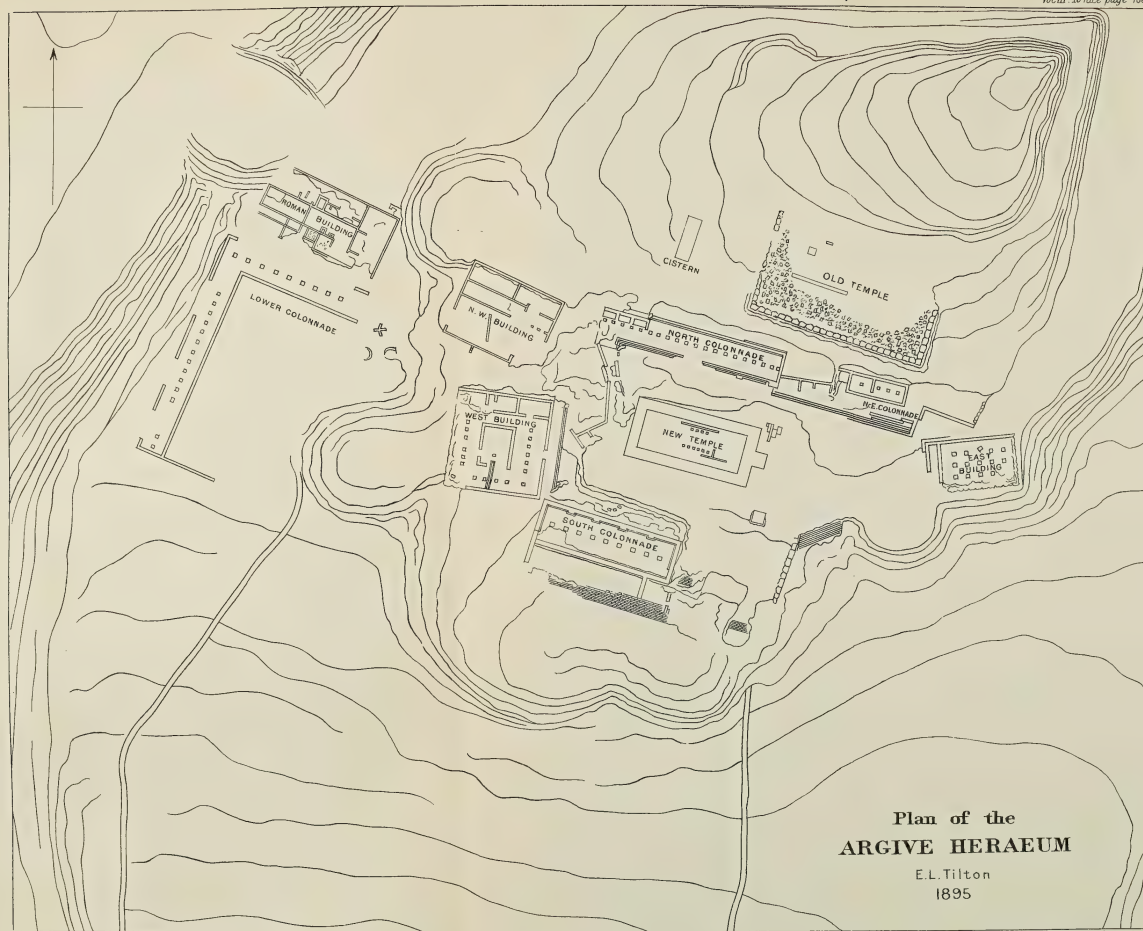 ROMAN
BUILDING
LOWER COLONNADE
CISTERN
OLD TEMPLE
N. W. BUILDING
NORTH COLONNADE
N.E. COLONNADE
WEST BUILDING
NEW TEMPLE
EAST
BUILDING
SOUTH COLONNADE
Plan of the
ARGIVE HERAEUM
E.L.Tilton
1895